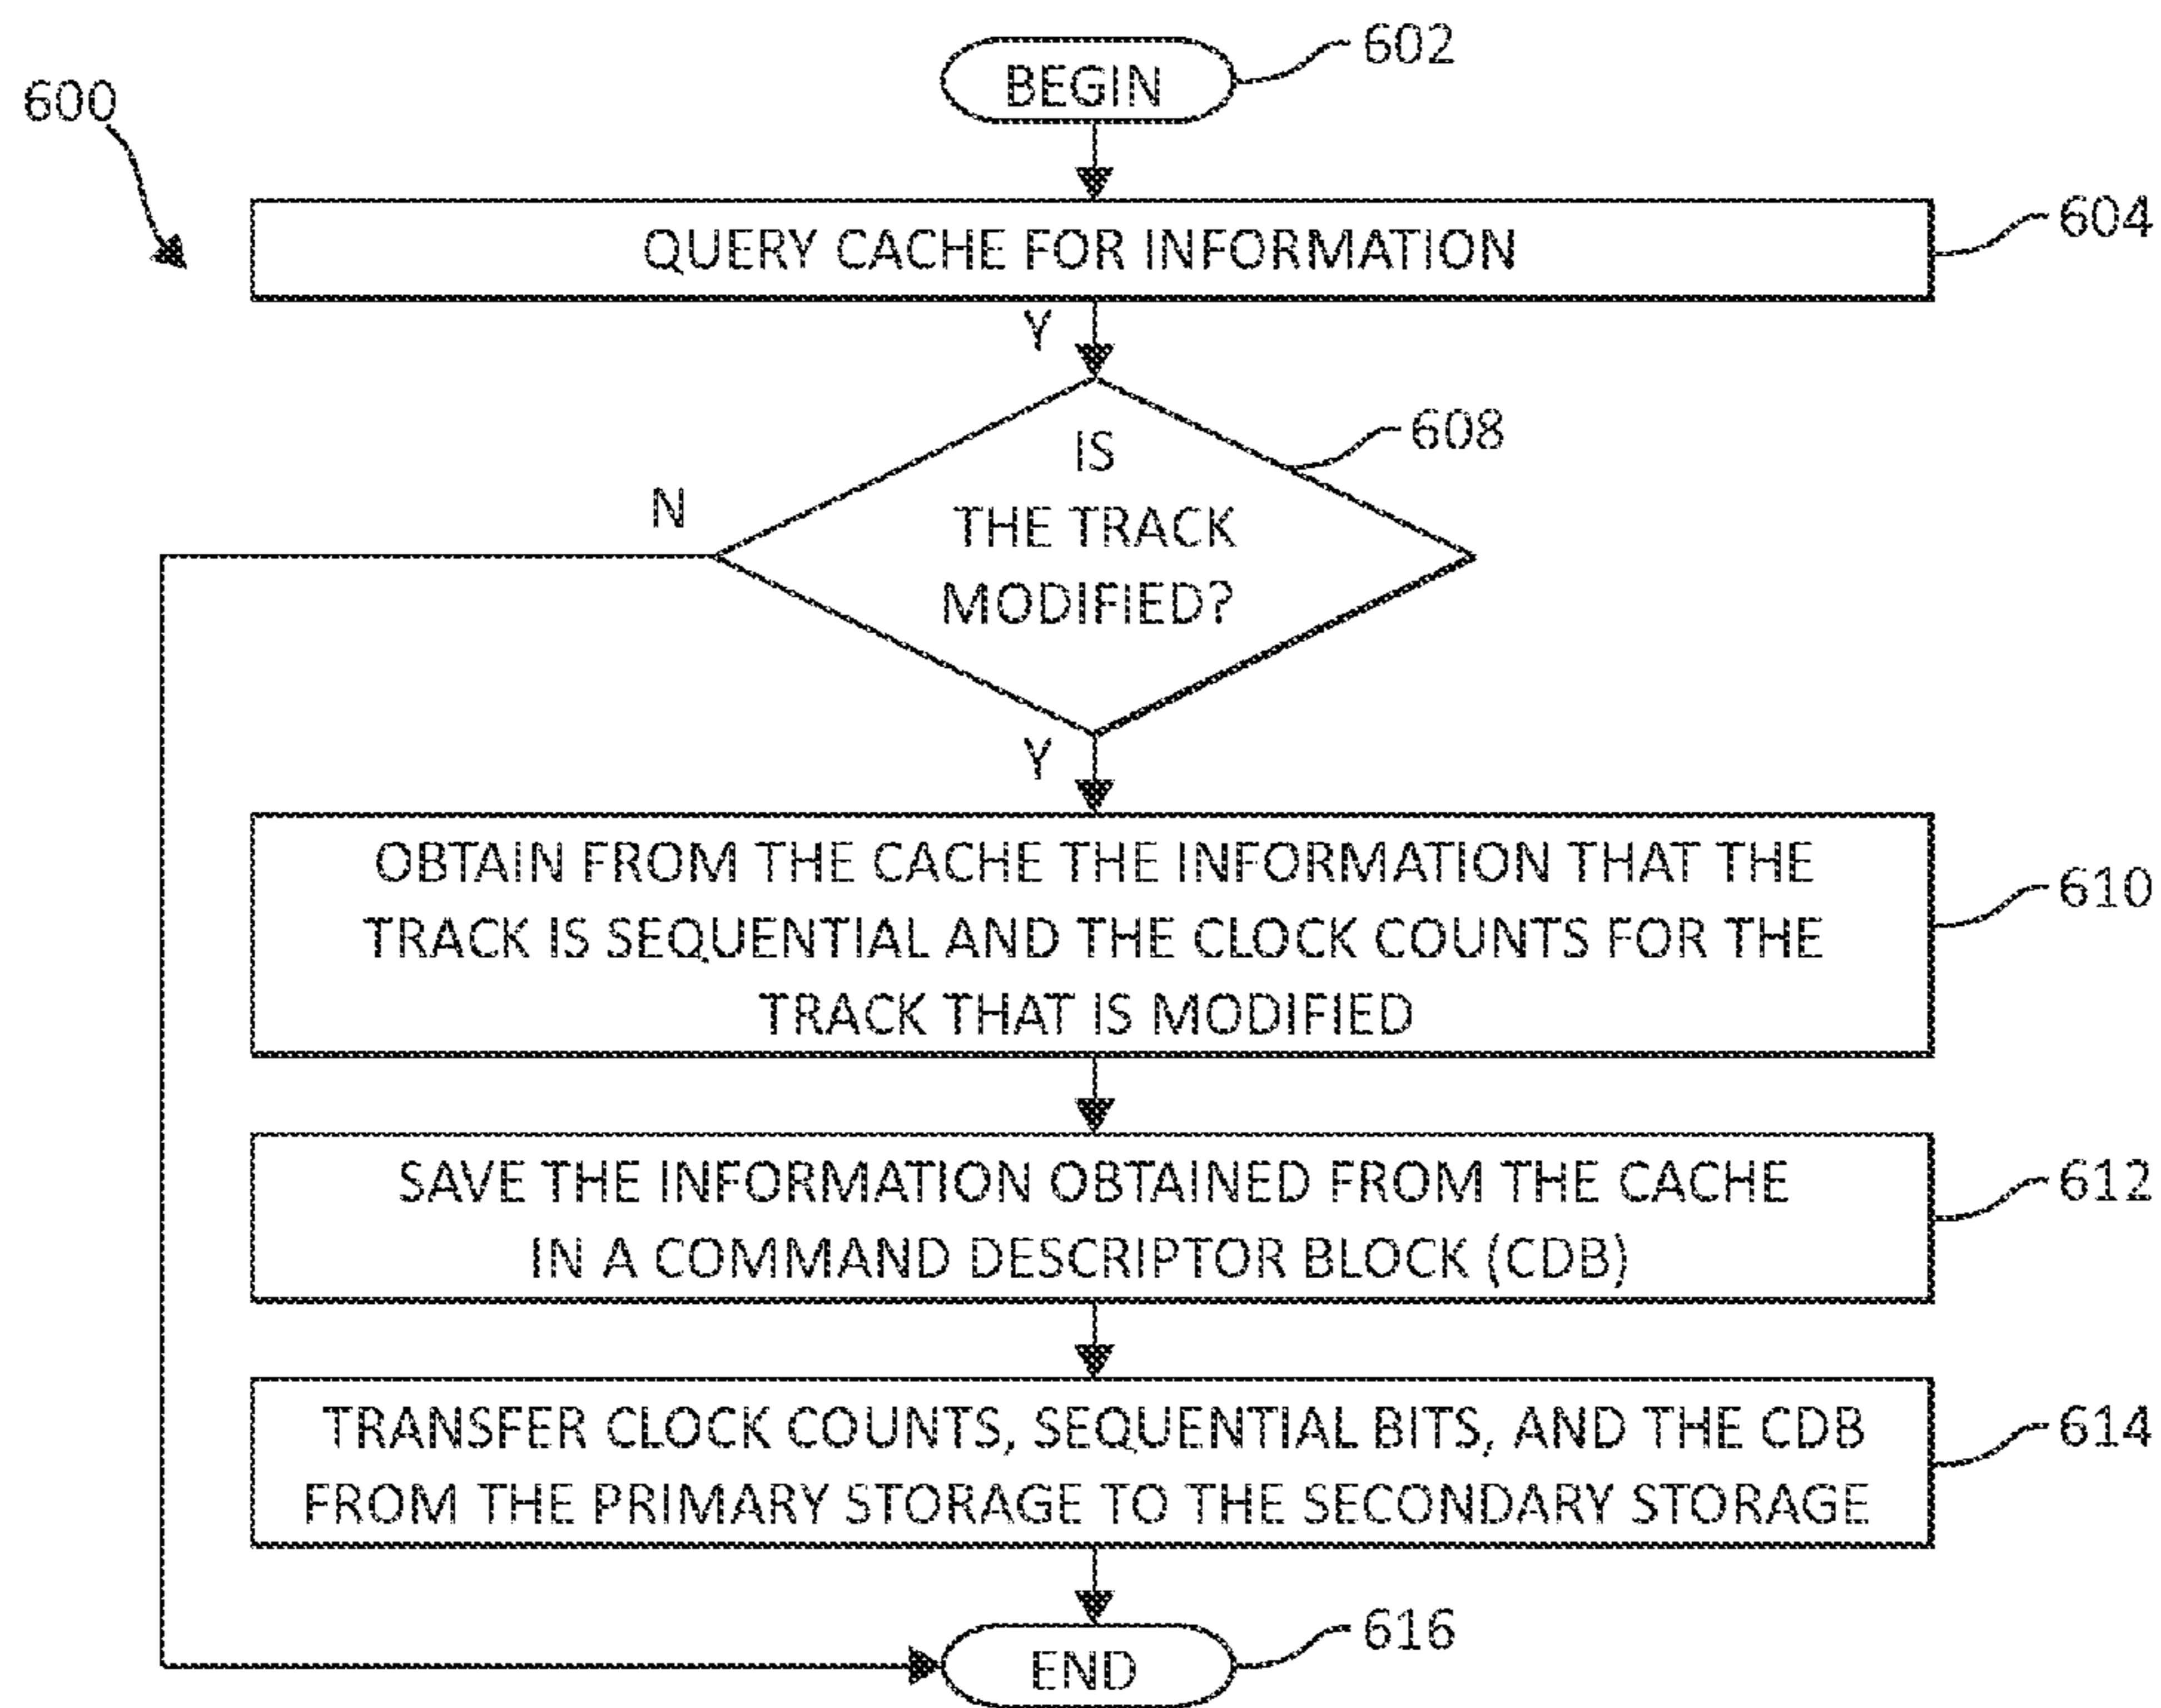 602
BEGIN
600
604
QUERY CACHE FOR INFORMATION
Y
608
IS
THE TRACK
MODIFIED?
N
Y
OBTAIN FROM THE CACHE THE INFORMATION THAT THE
TRACK IS SEQUENTIAL AND THE CLOCK COUNTS FOR THE
TRACK THAT IS MODIFIED
610
SAVE THE INFORMATION OBTAINED FROM THE CACHE
IN A COMMAND DESCRIPTOR BLOCK (CDB)
612
TRANSFER CLOCK COUNTS, SEQUENTIAL BITS, AND THE CDB
FROM THE PRIMARY STORAGE TO THE SECONDARY STORAGE
614
616
END